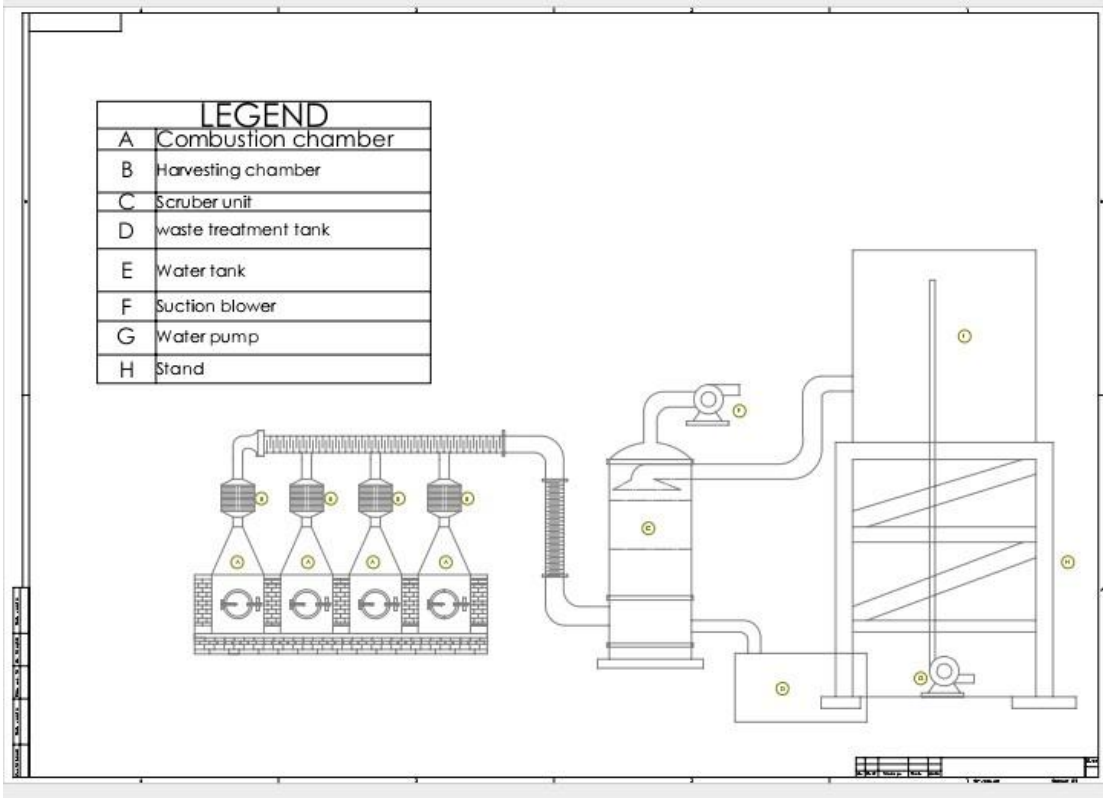 LEGEND
A Combustion chamber
B Harvesting chamber
C Scruber unit
D waste treatment tank
E Water tank
F Suction blower
G Water pump
H Stand
F
B B B B
C
A A A A
H
G
D